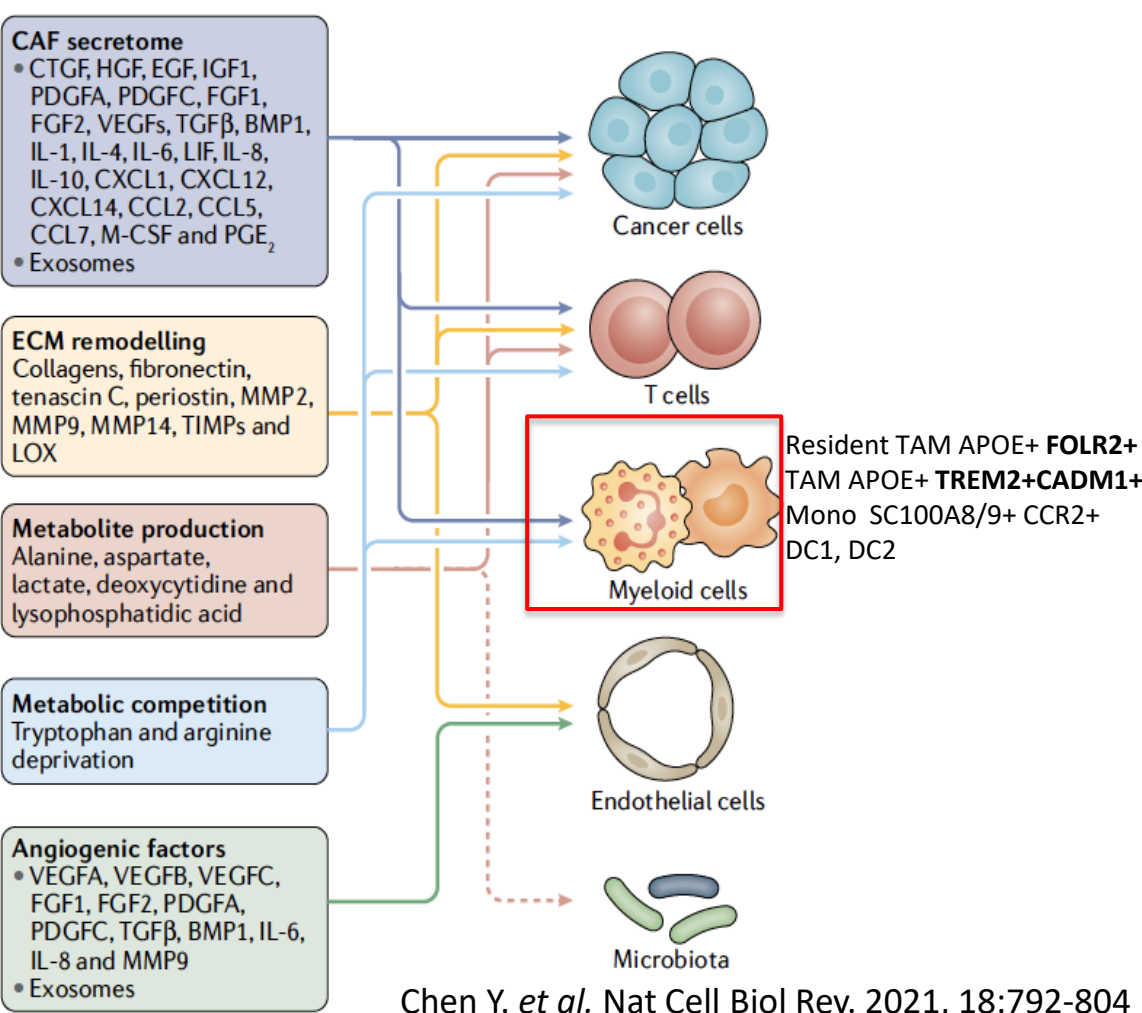 CAF secretome
• CTGF, HGF, EGF, IGF1,
PDGFA, PDGFC, FGF1,
FGF2, VEGFs, TGFβ, BMP1,
IL-1, IL-4, IL-6, LIF, IL-8,
IL-10, CXCL1, CXCL12,
CXCL14, CCL2, CCL5,
CCL7, M-CSF and PGE₂
• Exosomes
ECM remodelling
Collagens, fibronectin,
tenascin C, periostin, MMP2,
MMP9, MMP14, TIMPs and
LOX
Metabolite production
Alanine, aspartate,
lactate, deoxycytidine and
lysophosphatidic acid
Metabolic competition
Tryptophan and arginine
deprivation
Angiogenic factors
• VEGFA, VEGFB, VEGFC,
FGF1, FGF2, PDGFA,
PDGFC, TGFβ, BMP1, IL-6,
IL-8 and MMP9
• Exosomes
Cancer cells
T cells
Myeloid cells
Resident TAM APOE+ FOLR2+
TAM APOE+ TREM2+CADM1+
Mono SC100A8/9+ CCR2+
DC1, DC2
Endothelial cells
Microbiota
Chen Y. et al. Nat Cell Biol Rev. 2021. 18:792-804